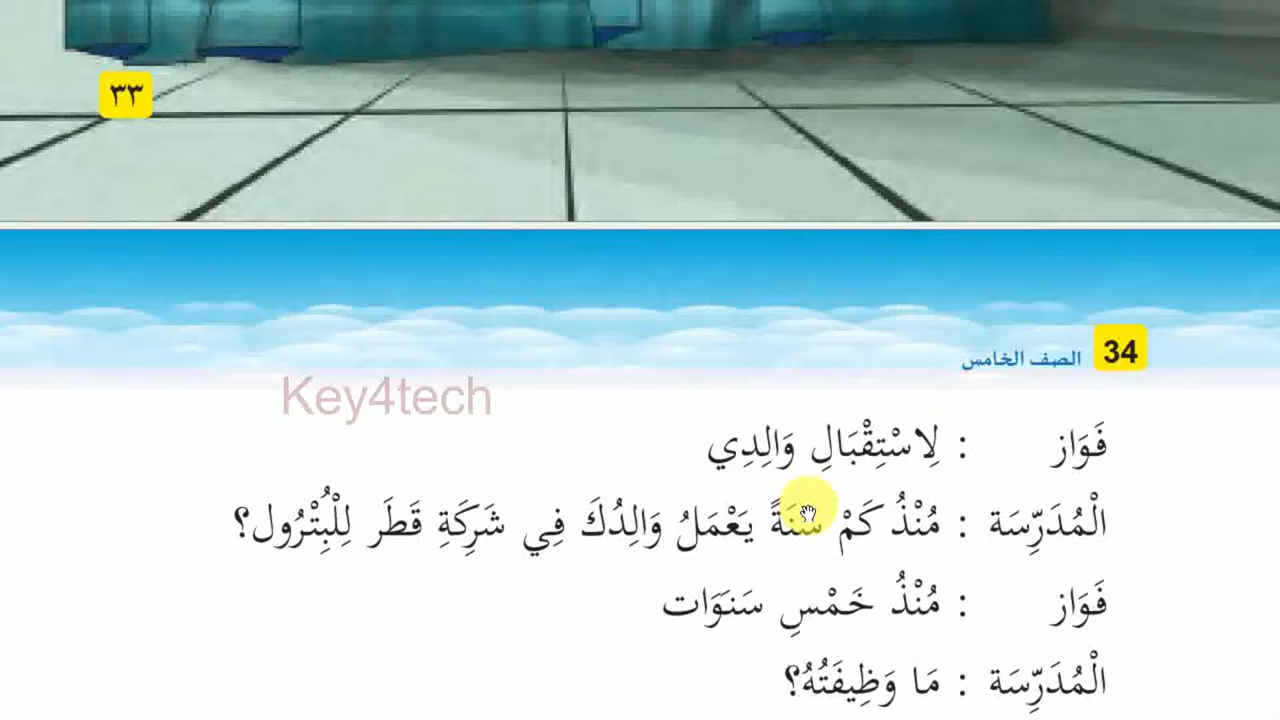 ٣٣
34 الصف الخامس
Key4tech
فَوَاز : لِاسْتِقْبَالِ وَالِدِي
الْمُدَرِّسَة : مُنْذُ كَمْ سَنَةً يَعْمَلُ وَالِدُكَ فِي شَرِكَةِ قَطَرَ لِلْبِتْرُول؟
فَوَاز : مُنْذُ خَمْسِ سَنَوَات
الْمُدَرِّسَة : مَا وَظِيفَتُهُ؟